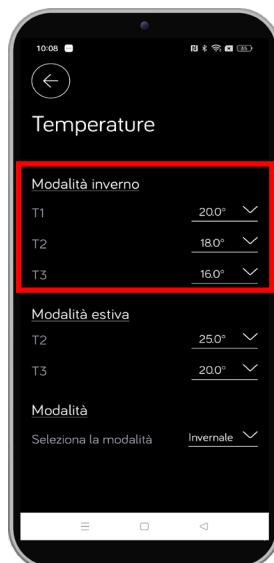 10:08
Temperature
Modalità inverno
T1 20.0°
T2 18.0°
T3 16.0°
Modalità estiva
T2 25.0°
T3 20.0°
Modalità
Seleziona la modalità Invernale